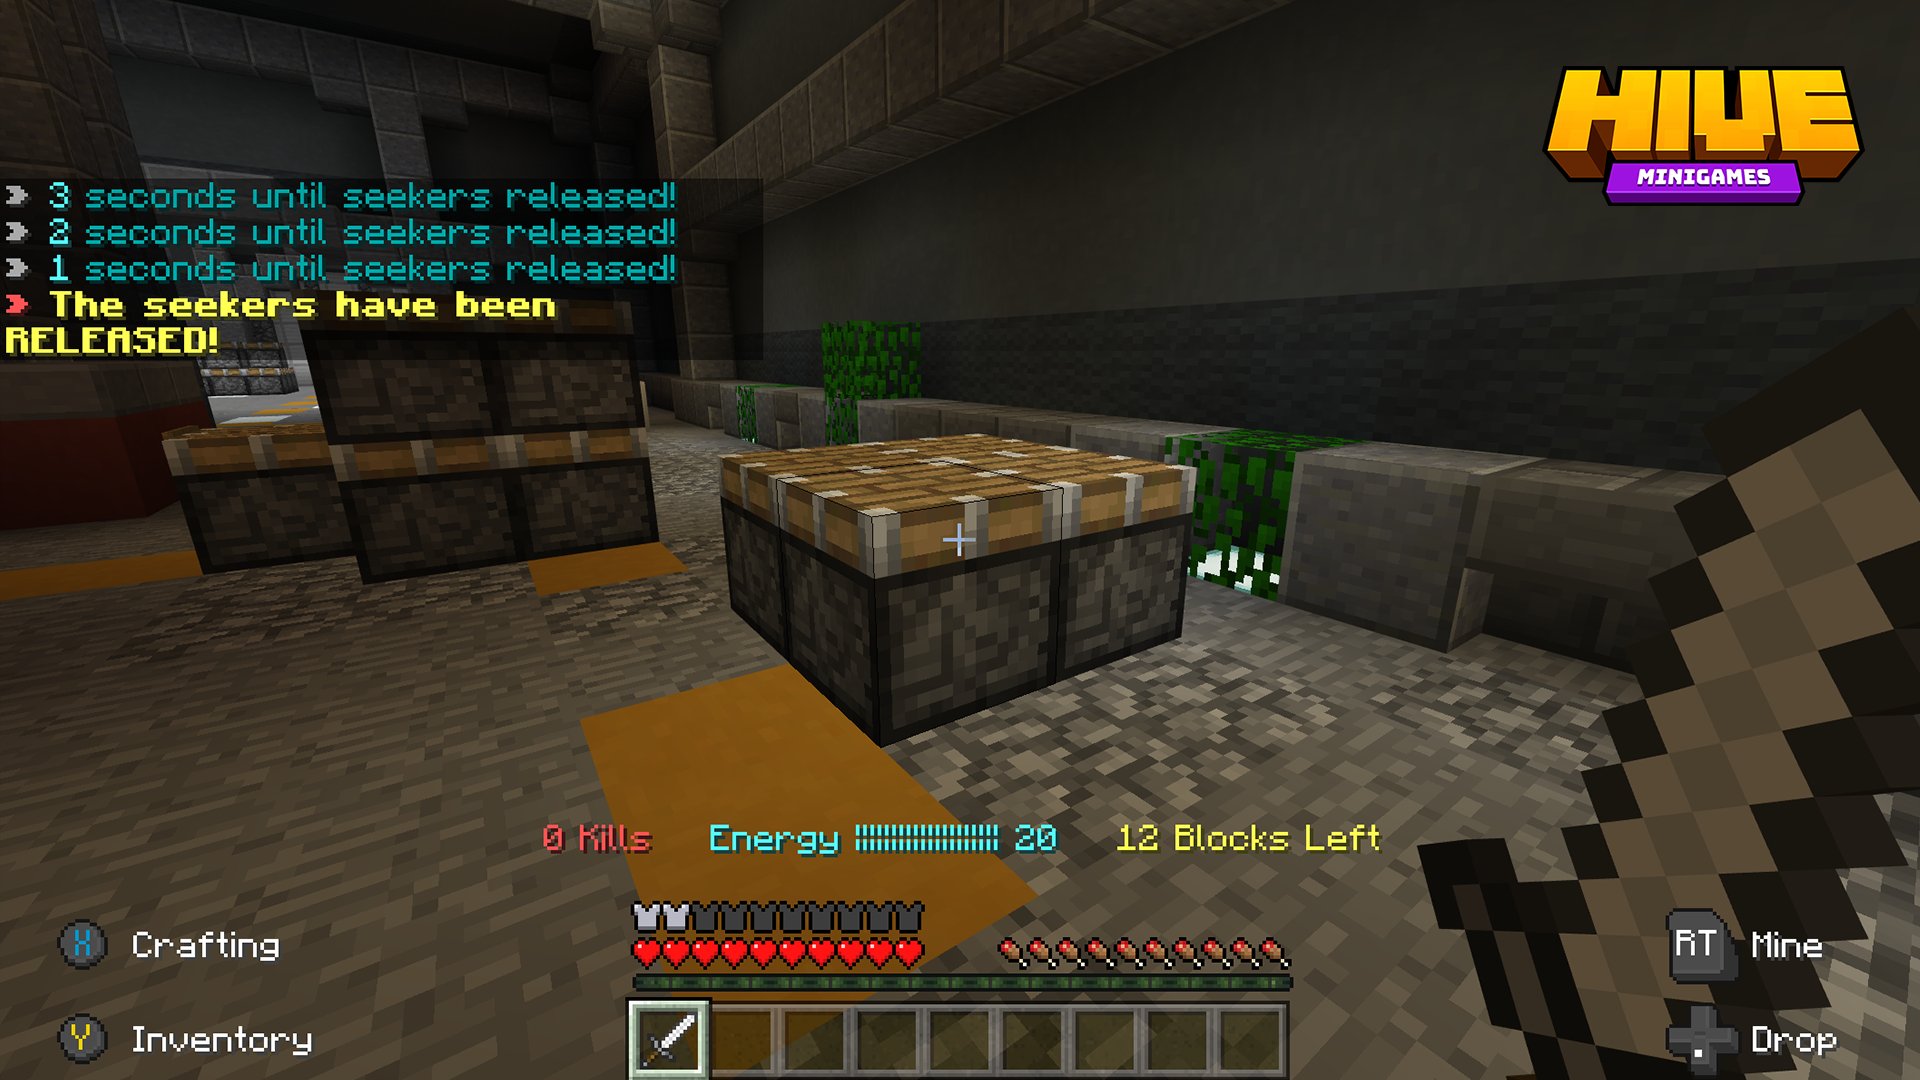 HIVE
MINIGAMES
3 seconds until seekers released!
2 seconds until seekers released!
1 seconds until seekers released!
The seekers have been
RELEASED!
0 Kills Energy 20 12 Blocks Left
X Crafting
RT Mine
Y Inventory
Drop